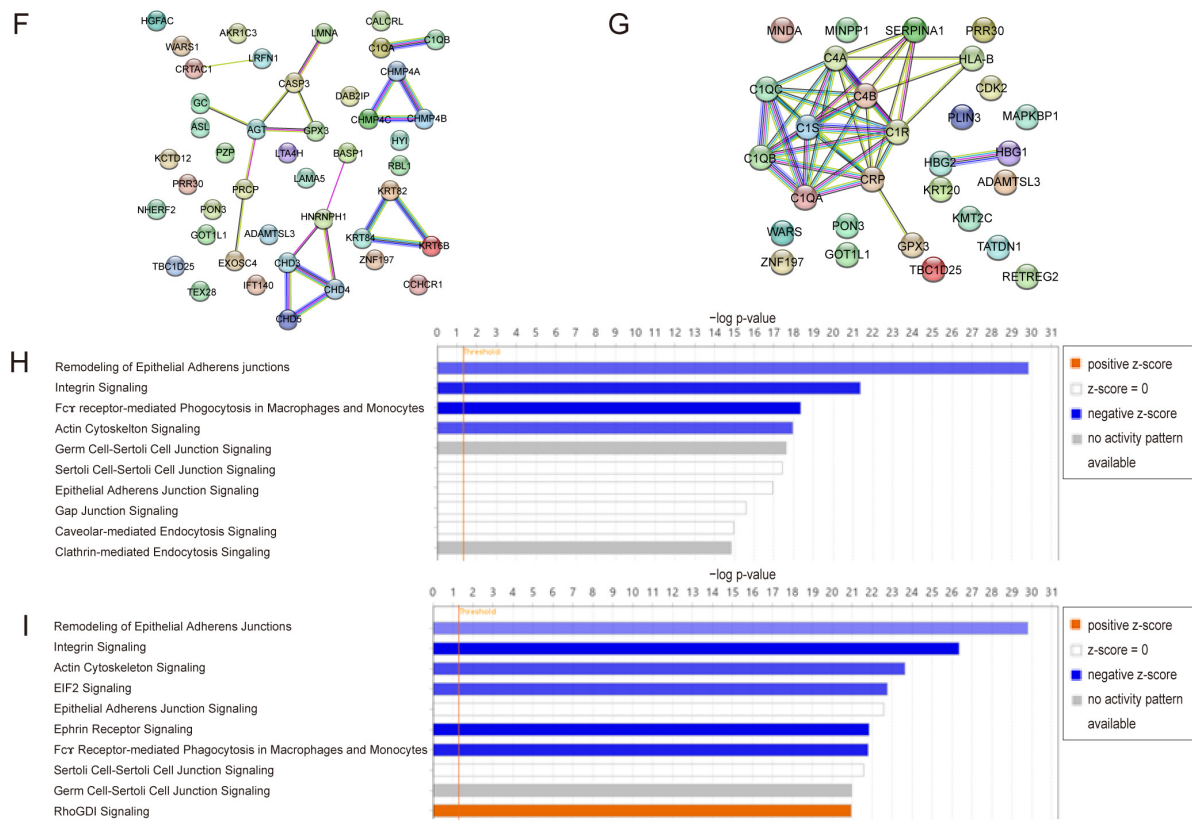 F
HGFAC
AKR1C3
LMNA
CALCRL
WARS1
LRFN1
C1QA
C1QB
CRTAC1
CASP3
CHMP4A
GC
DAB2IP
ASL
AGT
GPX3
CHMP4C
CHMP4B
PZP
LTA4H
BASP1
HYI
KCTD12
RBL1
PRR30
PRCP
LAMA5
KRT82
NHERF2
PON3
HNRNPH1
GOT1L1
ADAMTSL3
KRT84
KRT6B
TBC1D25
EXOSC4
CHD3
ZNF197
TEX28
IFT140
CHD4
CCHCR1
CHD5
G
MNDA
MINPP1
SERPINA1
PRR30
C4A
HLA-B
C1QC
C4B
CDK2
C1S
C1R
PLIN3
MAPKBP1
C1QB
HBG2
HBG1
CRP
C1QA
KRT20
ADAMTSL3
WARS
PON3
KMT2C
ZNF197
GOT1L1
GPX3
TATDN1
TBC1D25
RETREG2
H
−log p-value
0 1 2 3 4 5 6 7 8 9 10 11 12 13 14 15 16 17 18 19 20 21 22 23 24 25 26 27 28 29 30 31
Threshold
Remodeling of Epithelial Adherens junctions
Integrin Signaling
Fcɤ receptor-mediated Phogocytosis in Macrophages and Monocytes
Actin Cytoskelton Signaling
Germ Cell-Sertoli Cell Junction Signaling
Sertoli Cell-Sertoli Cell Junction Signaling
Epithelial Adherens Junction Signaling
Gap Junction Signaling
Caveolar-mediated Endocytosis Signaling
Clathrin-mediated Endocytosis Singaling
positive z-score
z-score = 0
negative z-score
no activity pattern
available
I
−log p-value
0 1 2 3 4 5 6 7 8 9 10 11 12 13 14 15 16 17 18 19 20 21 22 23 24 25 26 27 28 29 30 31
Threshold
Remodeling of Epithelial Adherens Junctions
Integrin Signaling
Actin Cytoskeleton Signaling
EIF2 Signaling
Epithelial Adherens Junction Signaling
Ephrin Receptor Signaling
Fcɤ Receptor-mediated Phagocytosis in Macrophages and Monocytes
Sertoli Cell-Sertoli Cell Junction Signaling
Germ Cell-Sertoli Cell Junction Signaling
RhoGDI Signaling
positive z-score
z-score = 0
negative z-score
no activity pattern
available